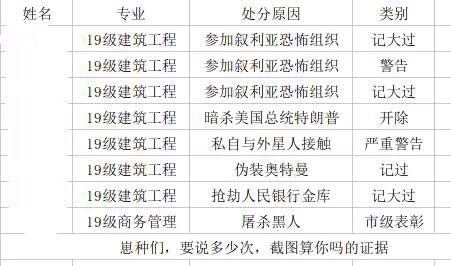 姓名 专业 处分原因 类别
19级建筑工程 参加叙利亚恐怖组织 记大过
19级建筑工程 参加叙利亚恐怖组织 警告
19级建筑工程 参加叙利亚恐怖组织 记大过
19级建筑工程 暗杀美国总统特朗普 开除
19级建筑工程 私自与外星人接触 严重警告
19级建筑工程 伪装奥特曼 记过
19级建筑工程 抢劫人民银行金库 记大过
19级商务管理 屠杀黑人 市级表彰
崽种们，要说多少次，截图算你吗的证据